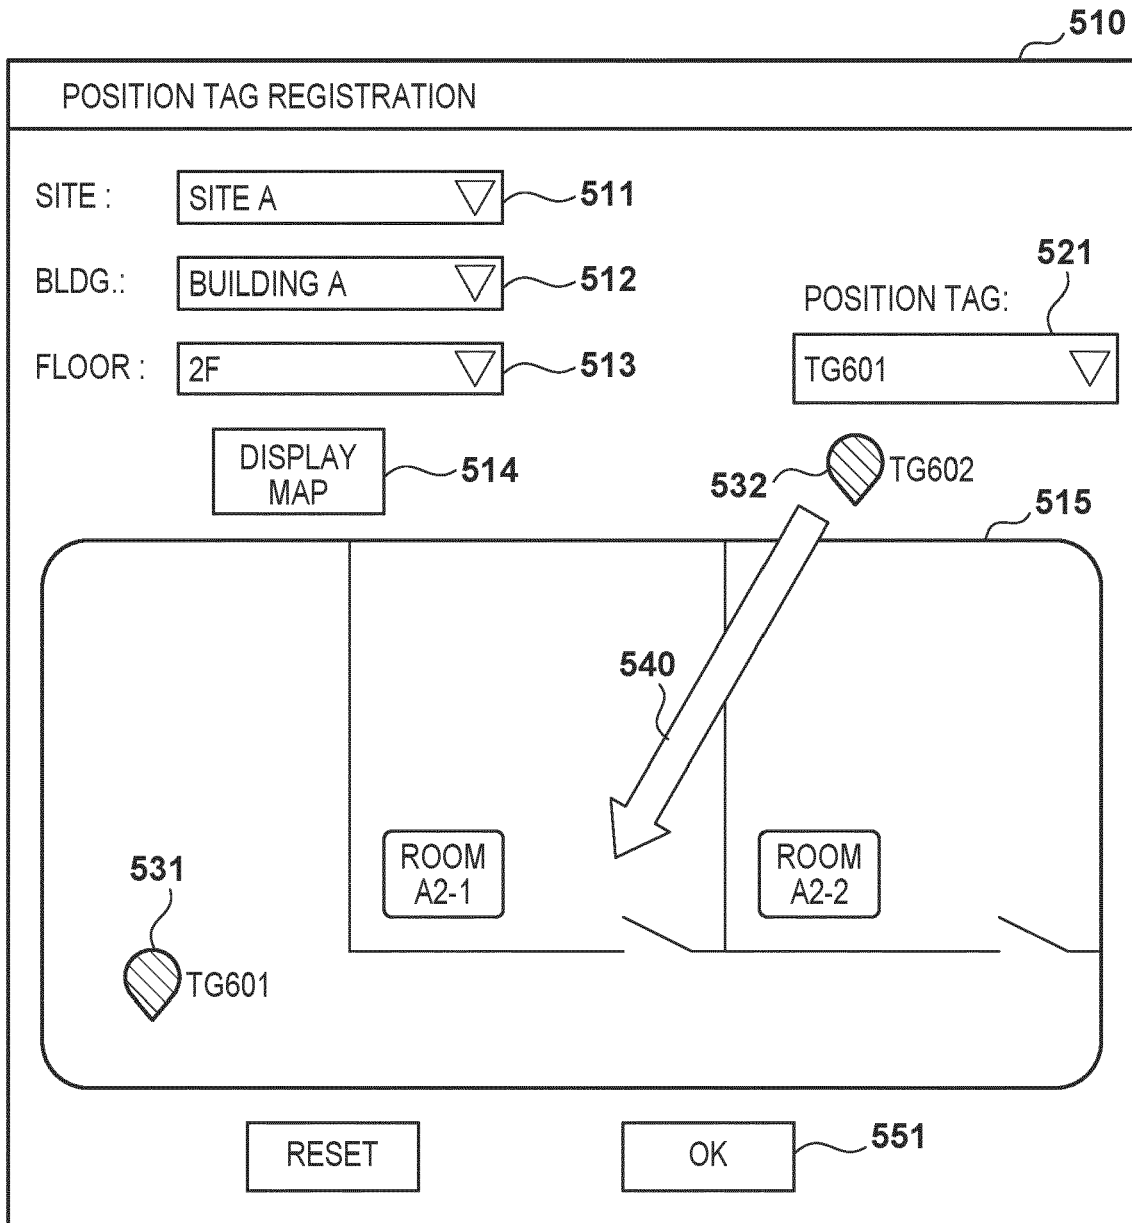 510
POSITION TAG REGISTRATION
SITE : SITE A 511
BLDG.: BUILDING A 512
FLOOR : 2F 513
521
POSITION TAG:
TG601
DISPLAY
MAP
514
532 TG602
515
540
ROOM
A2-1
ROOM
A2-2
531
TG601
RESET
OK
551